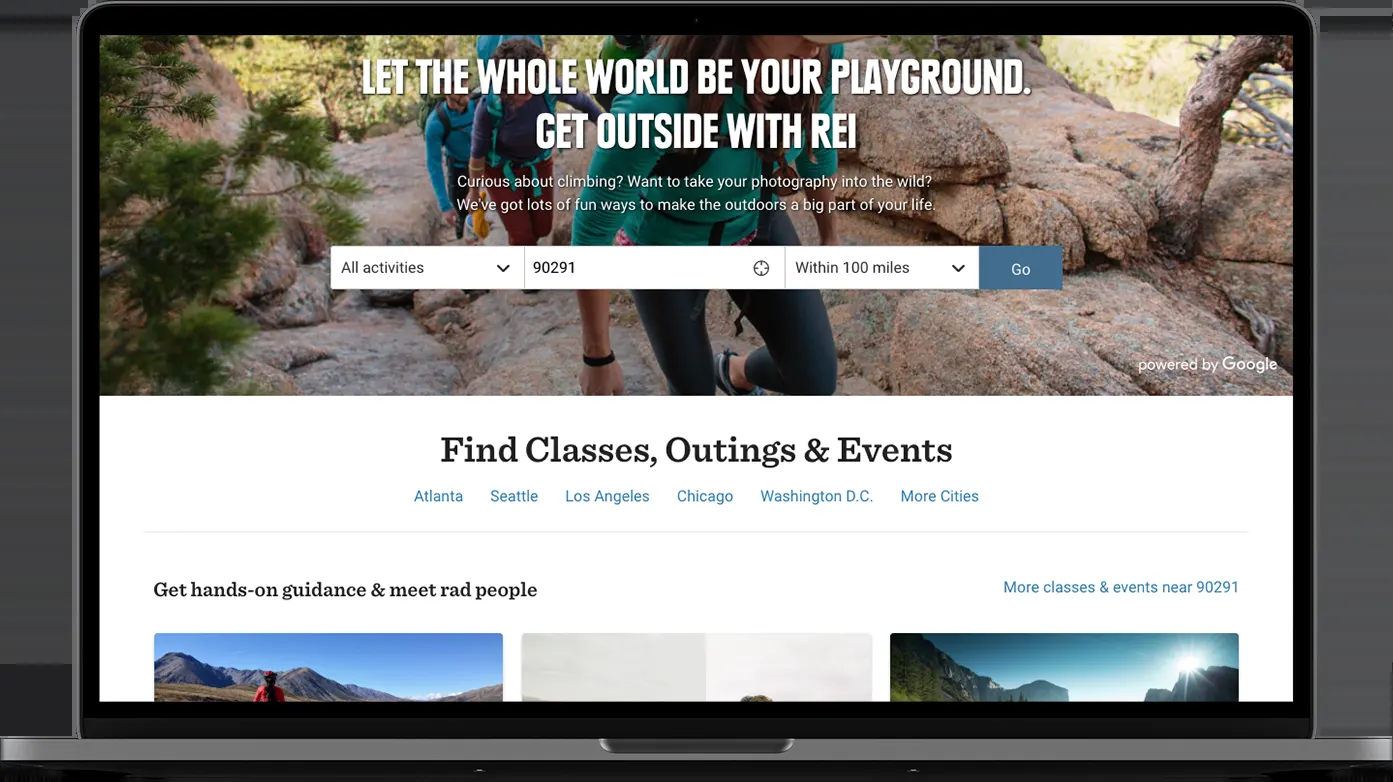 LET THE WHOLE WORLD BE YOUR PLAYGROUND.
GET OUTSIDE WITH REI
Curious about climbing? Want to take your photography into the wild?
We've got lots of fun ways to make the outdoors a big part of your life.
All activities
90291
Within 100 miles
Go
powered by Google
Find Classes, Outings & Events
Atlanta
Seattle
Los Angeles
Chicago
Washington D.C.
More Cities
Get hands-on guidance & meet rad people
More classes & events near 90291